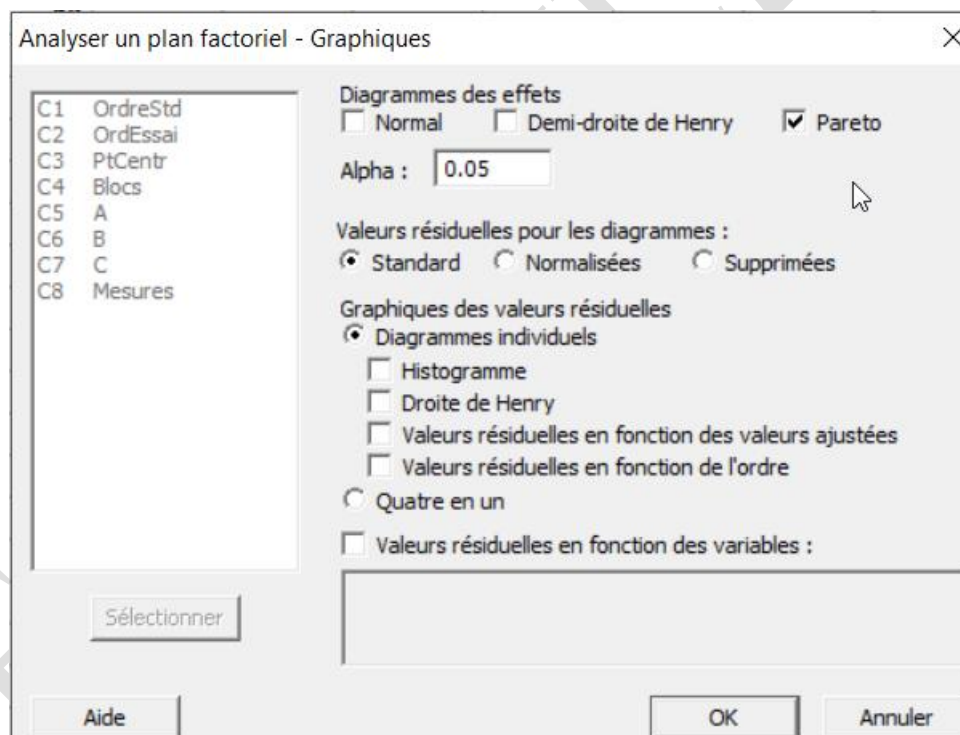 Analyser un plan factoriel - Graphiques
C1 OrdreStd
C2 OrdEssai
C3 PtCentr
C4 Blocs
C5 A
C6 B
C7 C
C8 Mesures
Sélectionner
Diagrammes des effets
Normal Demi-droite de Henry Pareto
Alpha : 0.05
Valeurs résiduelles pour les diagrammes :
Standard Normalisées Supprimées
Graphiques des valeurs résiduelles
Diagrammes individuels
Histogramme
Droite de Henry
Valeurs résiduelles en fonction des valeurs ajustées
Valeurs résiduelles en fonction de l'ordre
Quatre en un
Valeurs résiduelles en fonction des variables :
Aide OK Annuler